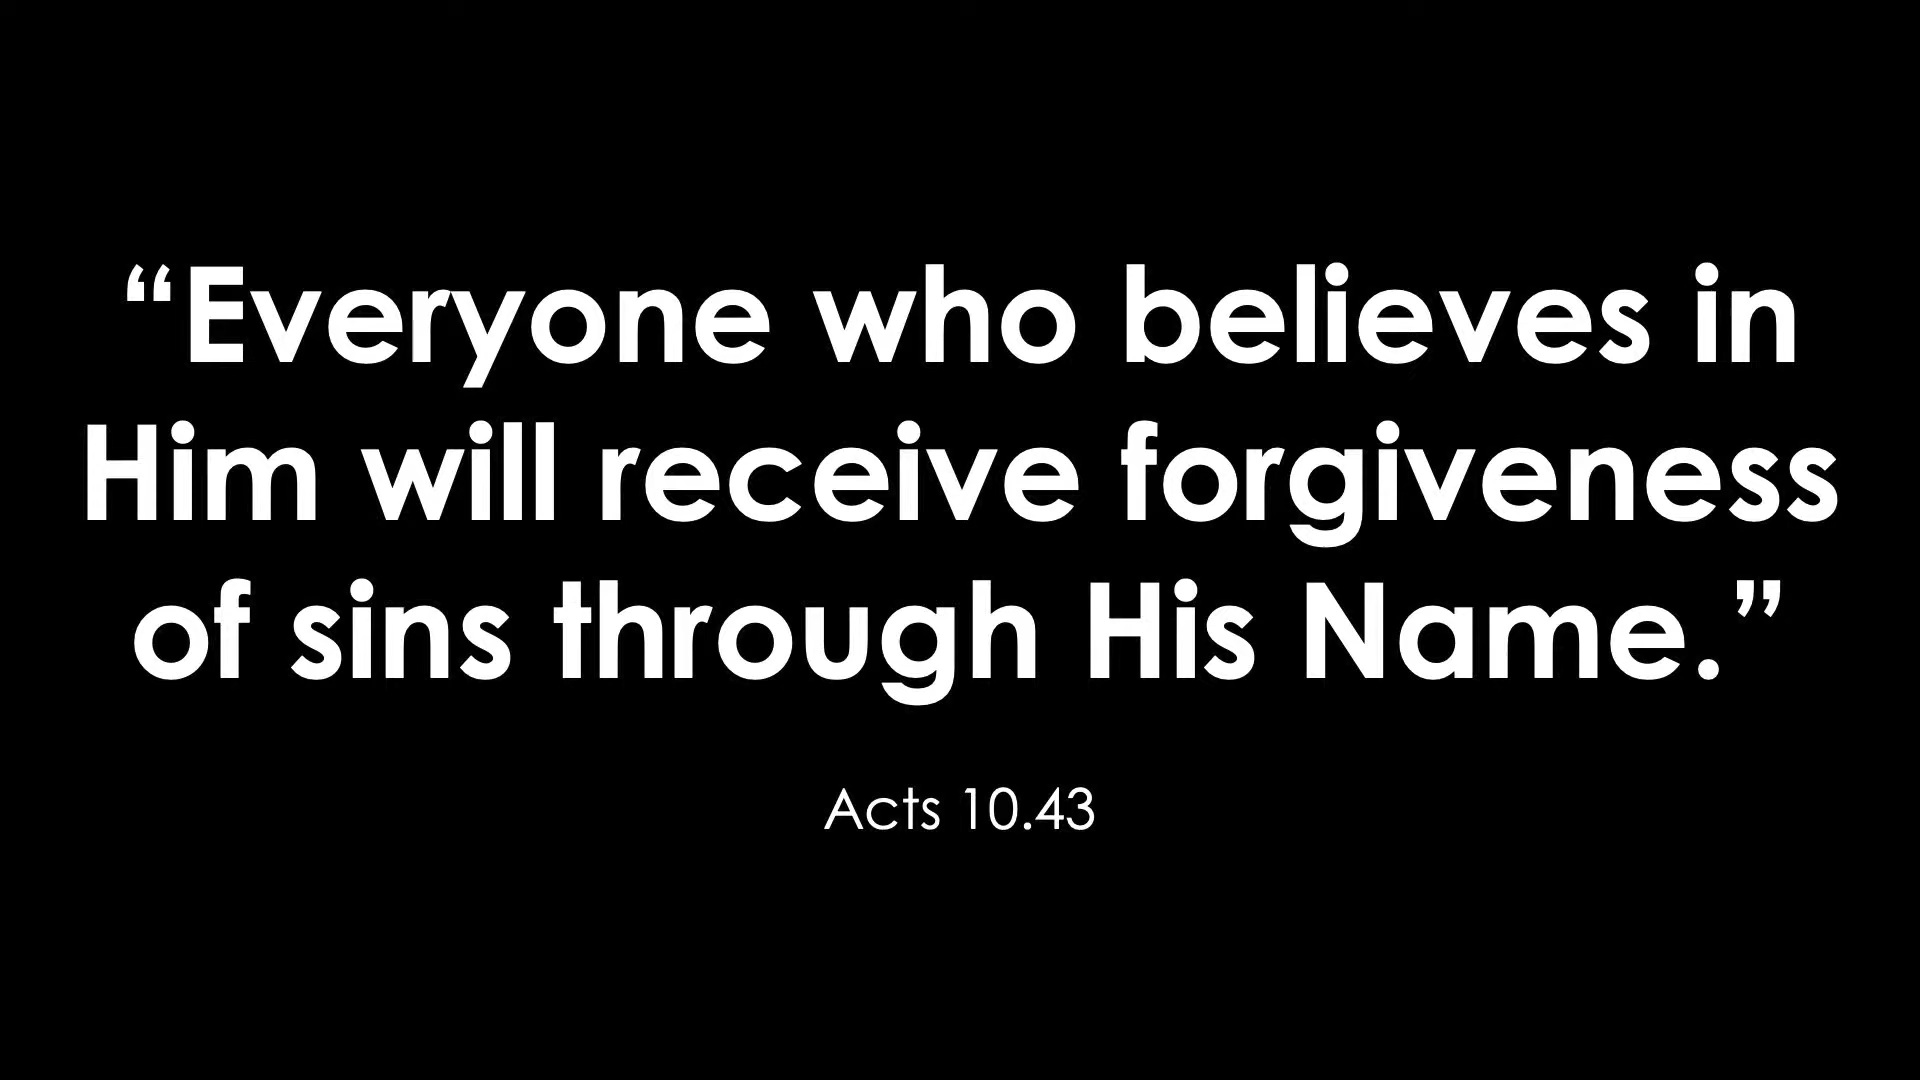 “Everyone who believes in
Him will receive forgiveness
of sins through His Name.”
Acts 10.43